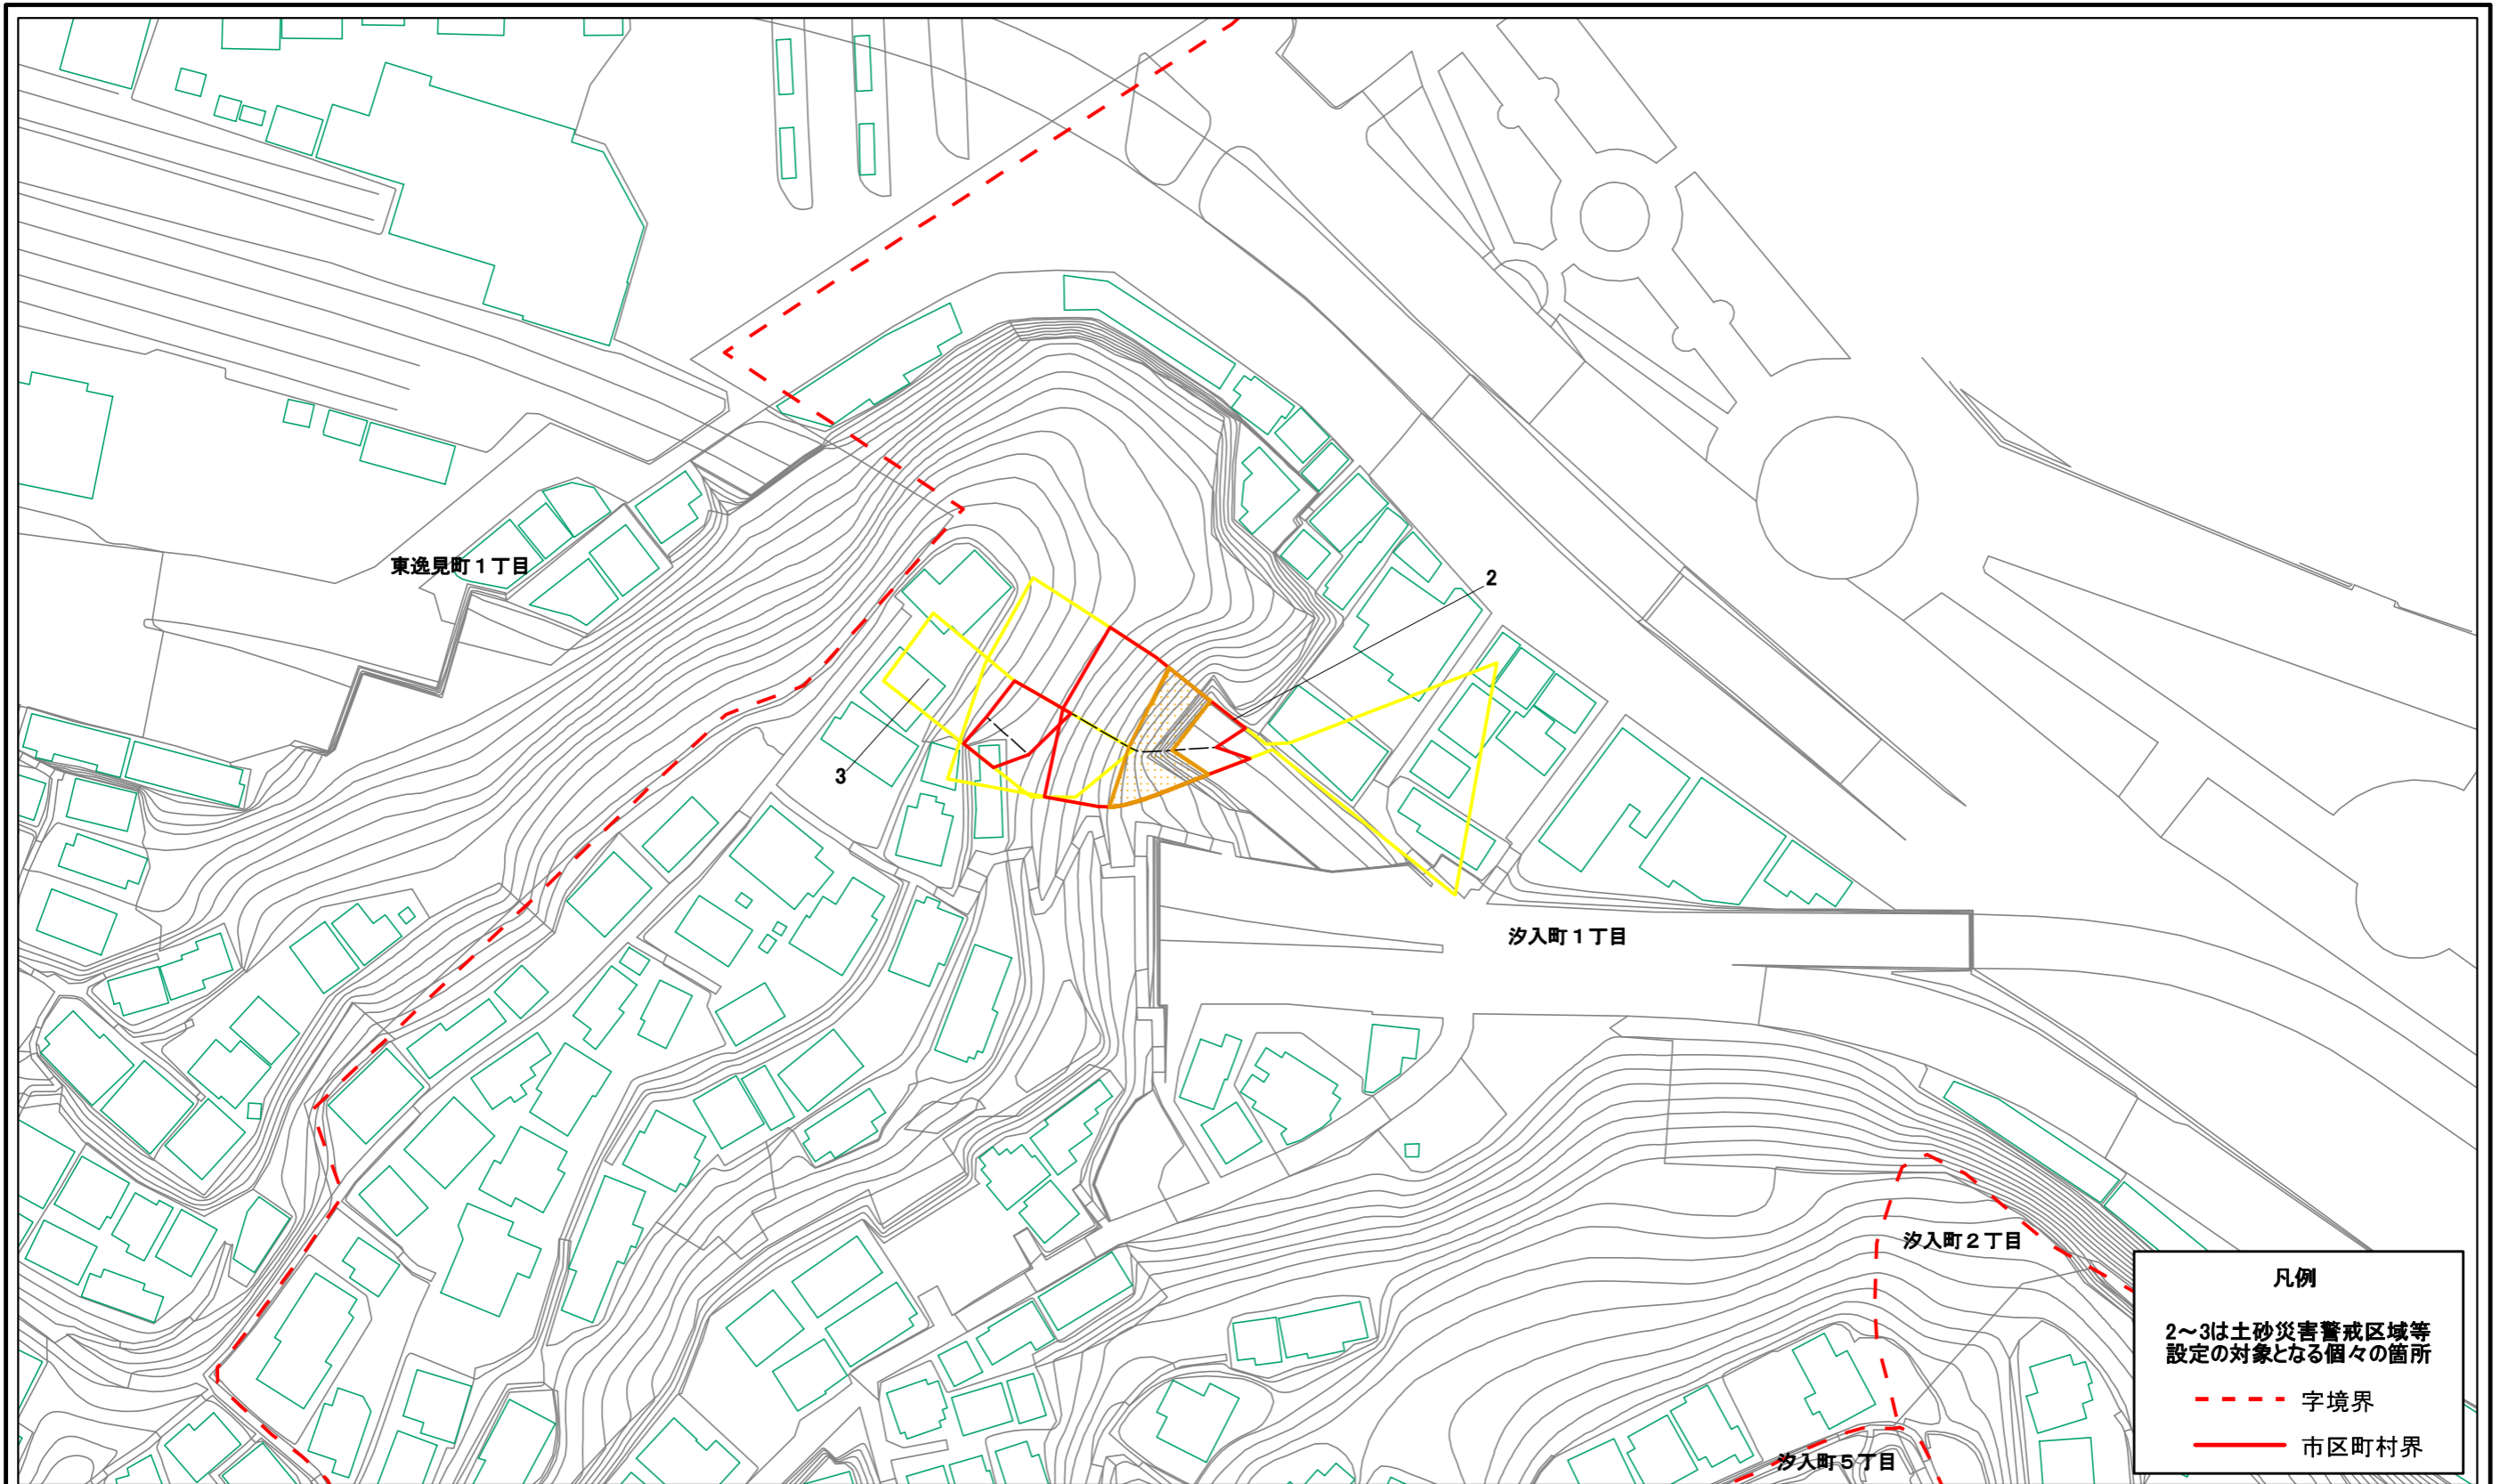 東逸見町１丁目
2
3
汐入町１丁目
汐入町２丁目
汐入町５丁目
凡例
2～3は土砂災害警戒区域等
設定の対象となる個々の箇所
字境界
市区町村界